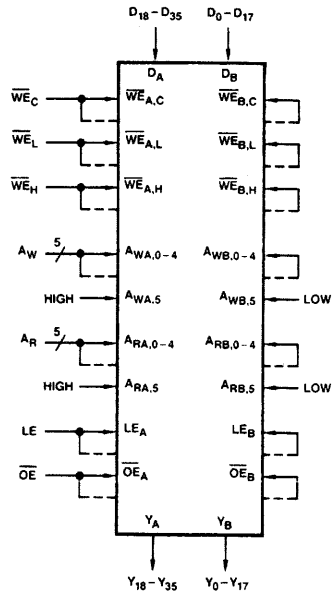 D18–D35 D0–D17
DA DB
WEC WEA,C WEB,C
WEL WEA,L WEB,L
WEH WEA,H WEB,H
AW 5 AWA,0–4 AWB,0–4
HIGH AWA,5 AWB,5 LOW
AR 5 ARA,0–4 ARB,0–4
HIGH ARA,5 ARB,5 LOW
LE LEA LEB
OE OEA OEB
YA YB
Y18–Y35 Y0–Y17